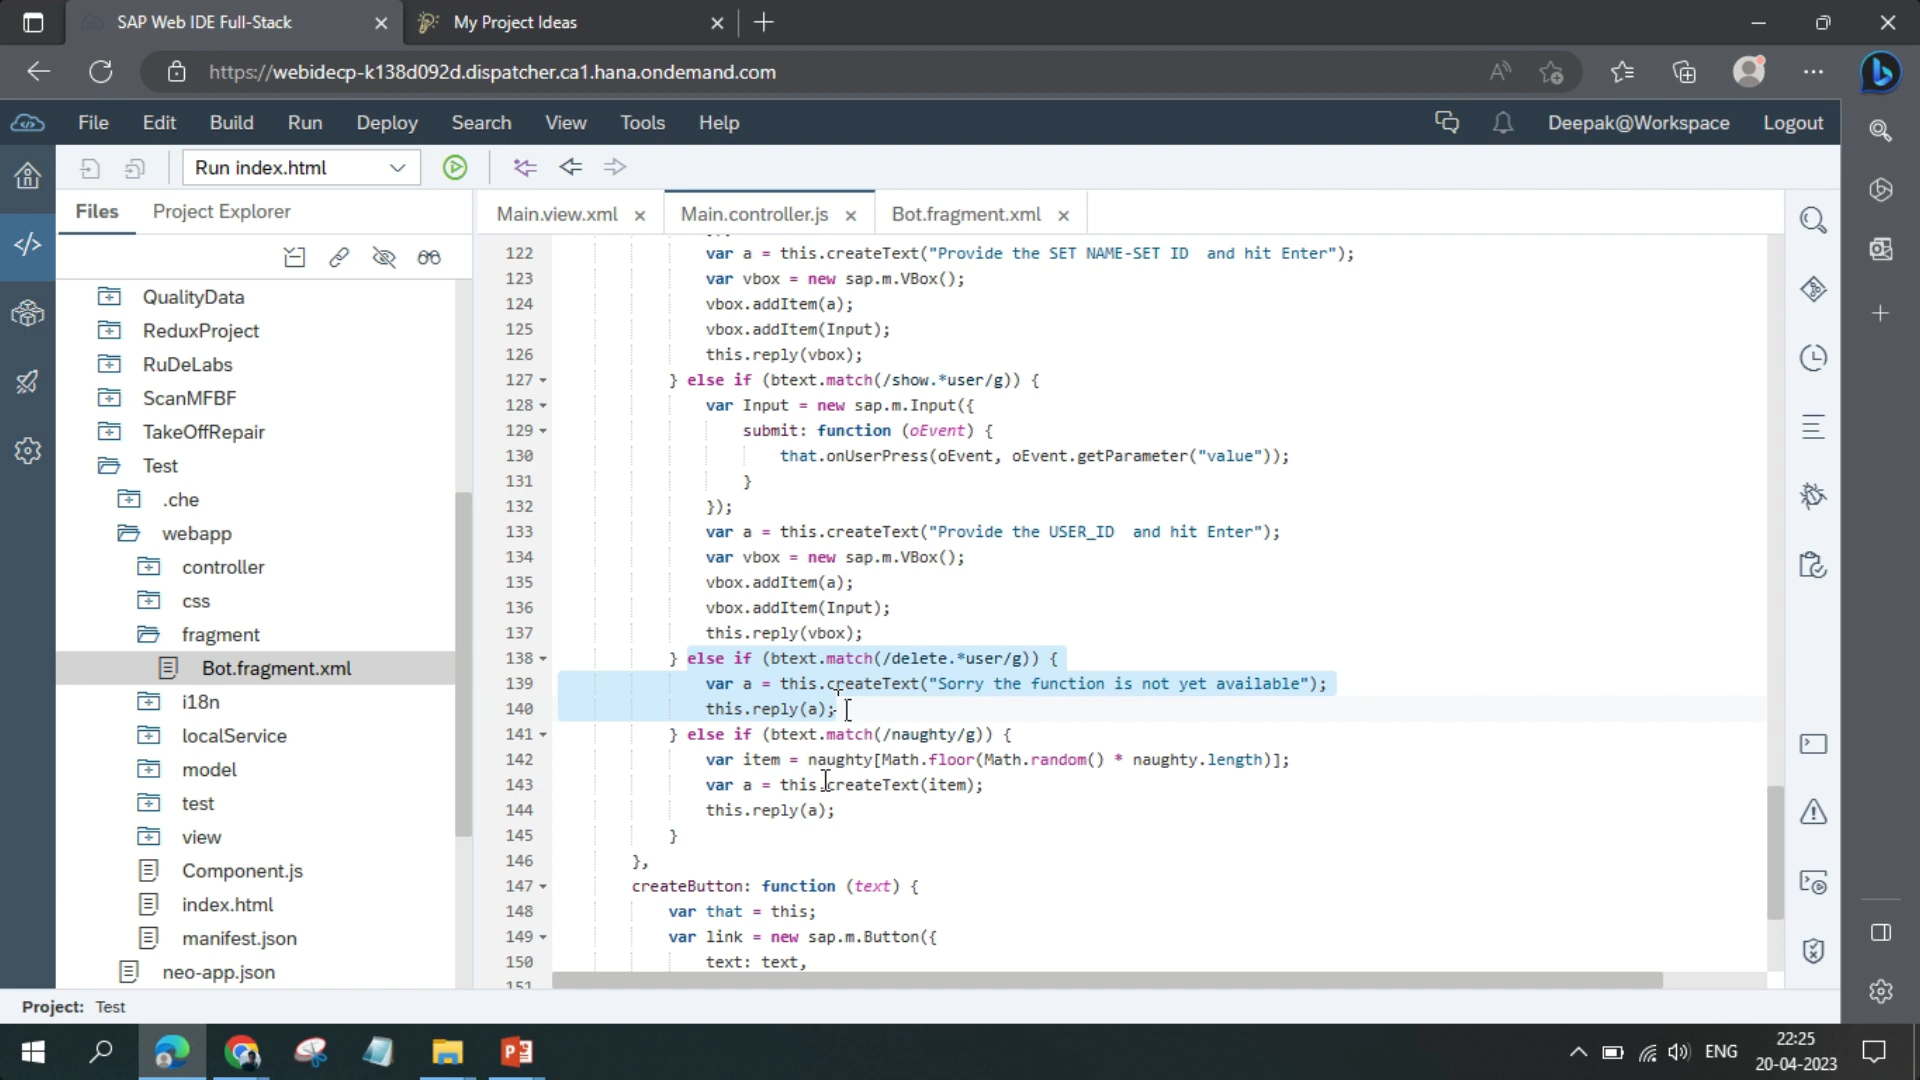 SAP Web IDE Full-Stack
My Project Ideas
https://webidecp-k138d092d.dispatcher.ca1.hana.ondemand.com
File Edit Build Run Deploy Search View Tools Help
Deepak@Workspace Logout
Run index.html
Files Project Explorer
Main.view.xml Main.controller.js Bot.fragment.xml
QualityData
ReduxProject
RuDeLabs
ScanMFBF
TakeOffRepair
Test
.che
webapp
controller
css
fragment
Bot.fragment.xml
i18n
localService
model
test
view
Component.js
index.html
manifest.json
neo-app.json
122 var a = this.createText("Provide the SET NAME-SET ID  and hit Enter");
123 var vbox = new sap.m.VBox();
124 vbox.addItem(a);
125 vbox.addItem(Input);
126 this.reply(vbox);
127 } else if (btext.match(/show.*user/g)) {
128 var Input = new sap.m.Input({
129 submit: function (oEvent) {
130 that.onUserPress(oEvent, oEvent.getParameter("value"));
131 }
132 });
133 var a = this.createText("Provide the USER_ID  and hit Enter");
134 var vbox = new sap.m.VBox();
135 vbox.addItem(a);
136 vbox.addItem(Input);
137 this.reply(vbox);
138 } else if (btext.match(/delete.*user/g)) {
139 var a = this.createText("Sorry the function is not yet available");
140 this.reply(a);
141 } else if (btext.match(/naughty/g)) {
142 var item = naughty[Math.floor(Math.random() * naughty.length)];
143 var a = this.createText(item);
144 this.reply(a);
145 }
146 },
147 createButton: function (text) {
148 var that = this;
149 var link = new sap.m.Button({
150 text: text,
151
Project: Test
ENG
22:25
20-04-2023